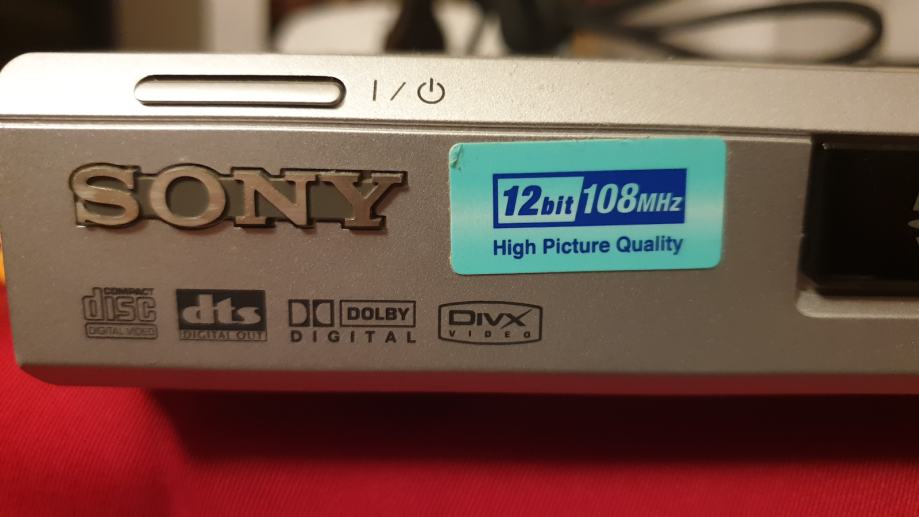 I / ⏻
SONY
12bit 108MHz
High Picture Quality
COMPACT
disc
DIGITAL VIDEO
dts
DIGITAL OUT
DOLBY
DIGITAL
DIVX
VIDEO